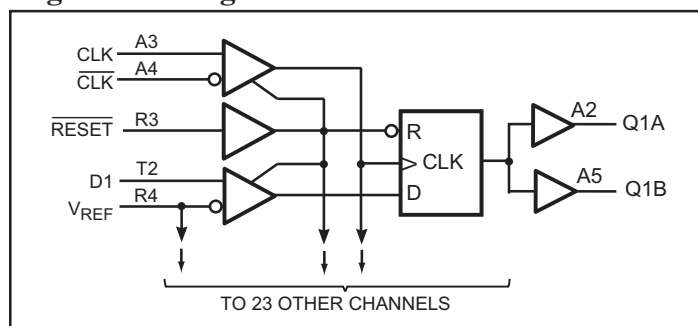 CLK A3
CLK A4
RESET R3
D1 T2
VREF R4
R
CLK
D
A2 Q1A
A5 Q1B
TO 23 OTHER CHANNELS